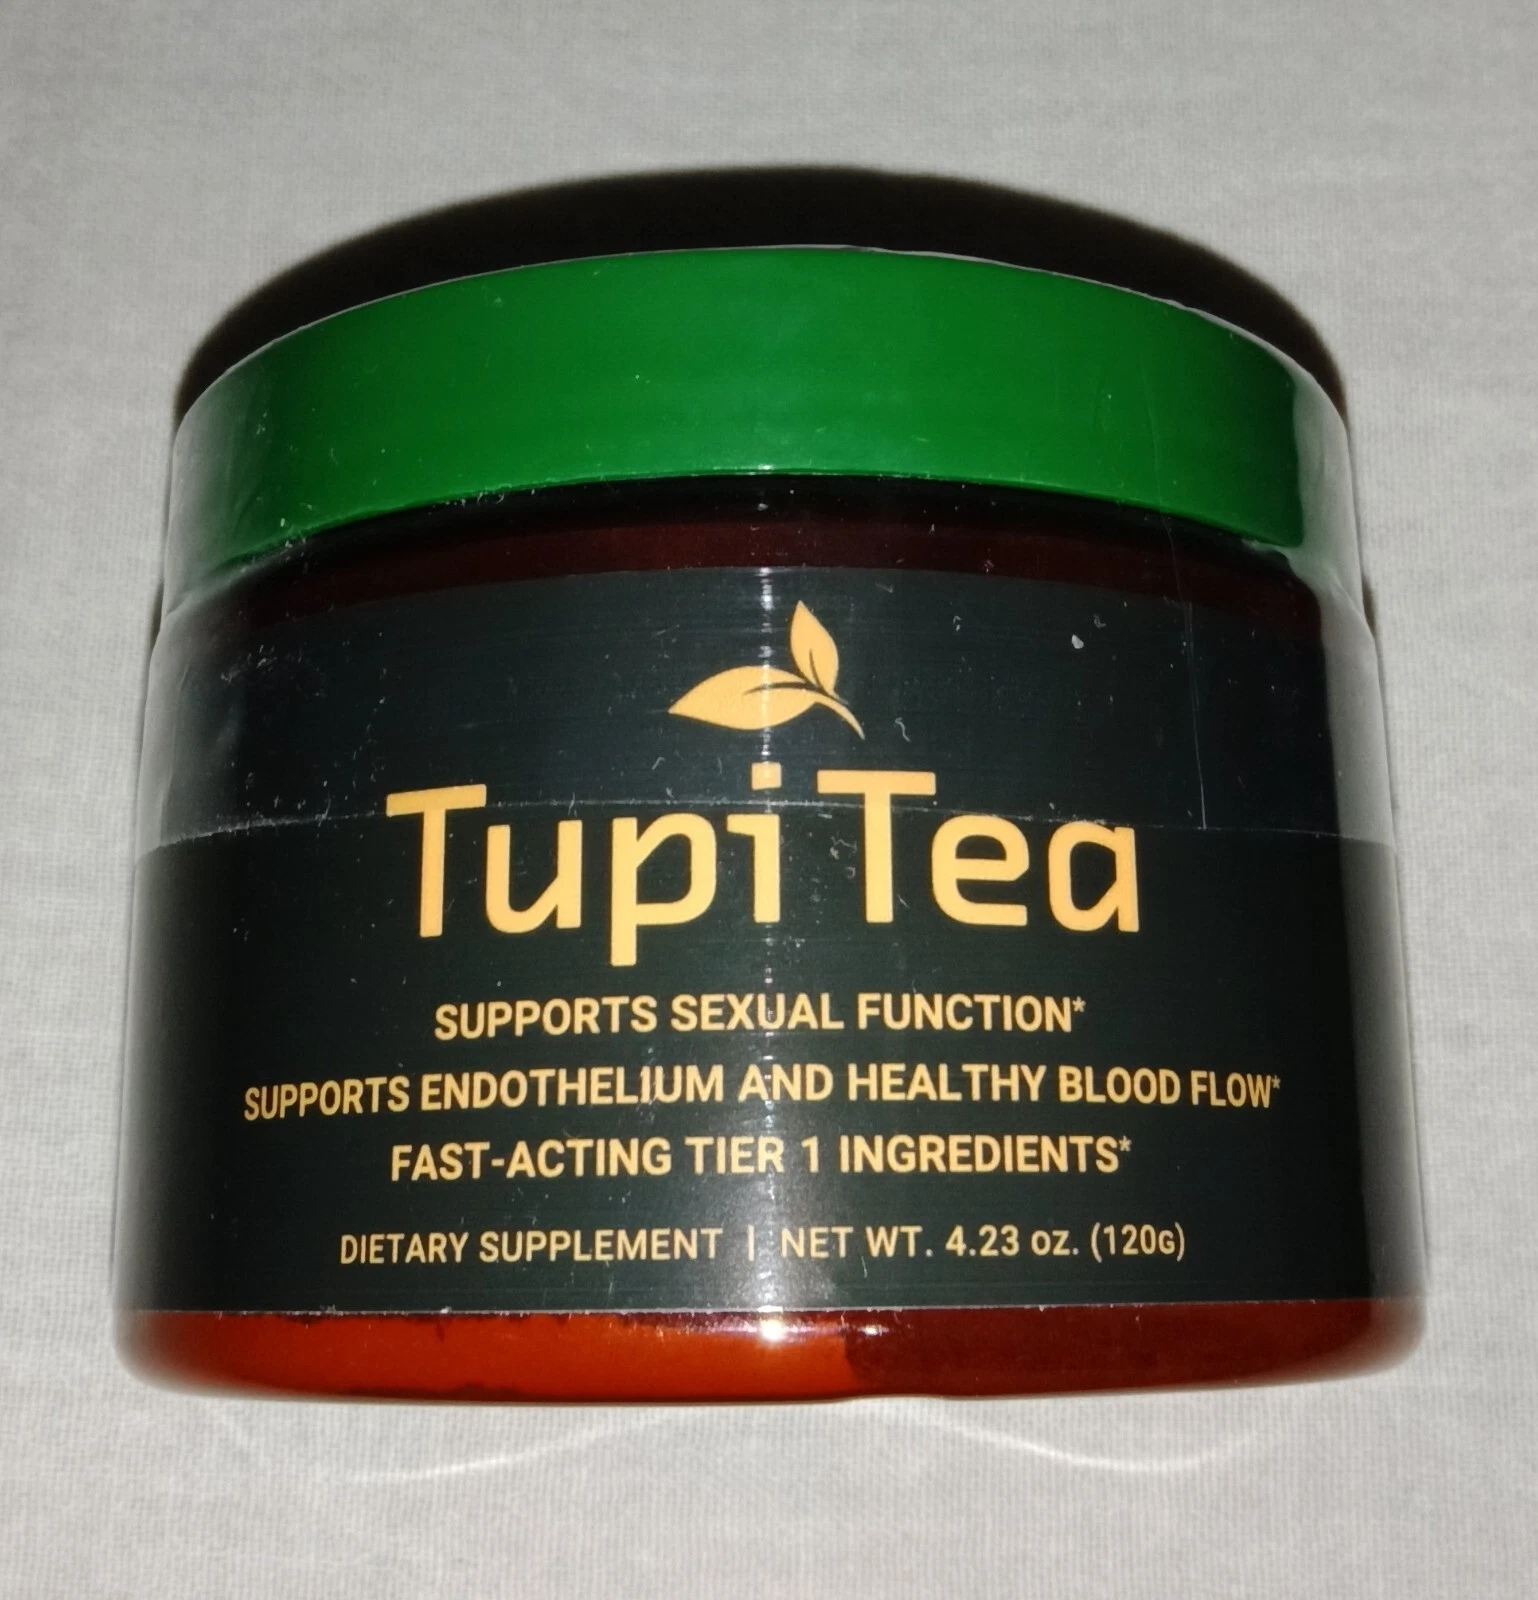 Tupi Tea
SUPPORTS SEXUAL FUNCTION*
SUPPORTS ENDOTHELIUM AND HEALTHY BLOOD FLOW*
FAST-ACTING TIER 1 INGREDIENTS*
DIETARY SUPPLEMENT | NET WT. 4.23 oz. (120G)